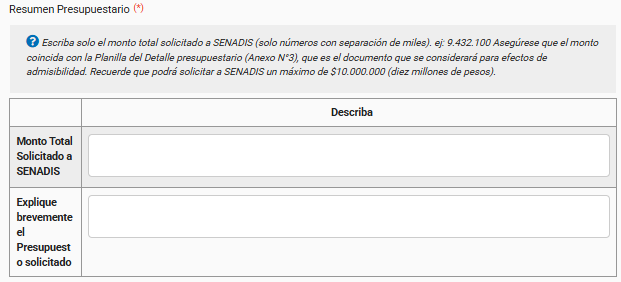 Resumen Presupuestario (*)
? Escriba solo el monto total solicitado a SENADIS (solo números con separación de miles). ej: 9.432.100 Asegúrese que el monto
coincida con la Planilla del Detalle presupuestario (Anexo N°3), que es el documento que se considerará para efectos de
admisibilidad. Recuerde que podrá solicitar a SENADIS un máximo de $10.000.000 (diez millones de pesos).
Describa
Monto Total
Solicitado a
SENADIS
Explique
brevemente
el
Presupuest
o solicitado